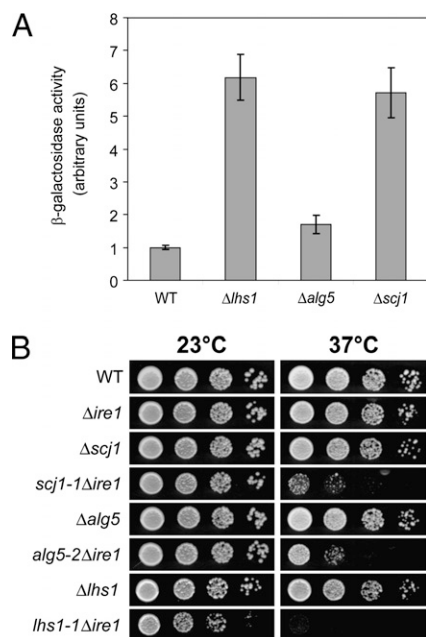 A
β-galactosidase activity
(arbitrary units)
8
7
6
5
4
3
2
1
0
WT Δlhs1 Δalg5 Δscj1
B
23°C 37°C
WT
Δire1
Δscj1
scj1-1Δire1
Δalg5
alg5-2Δire1
Δlhs1
lhs1-1Δire1